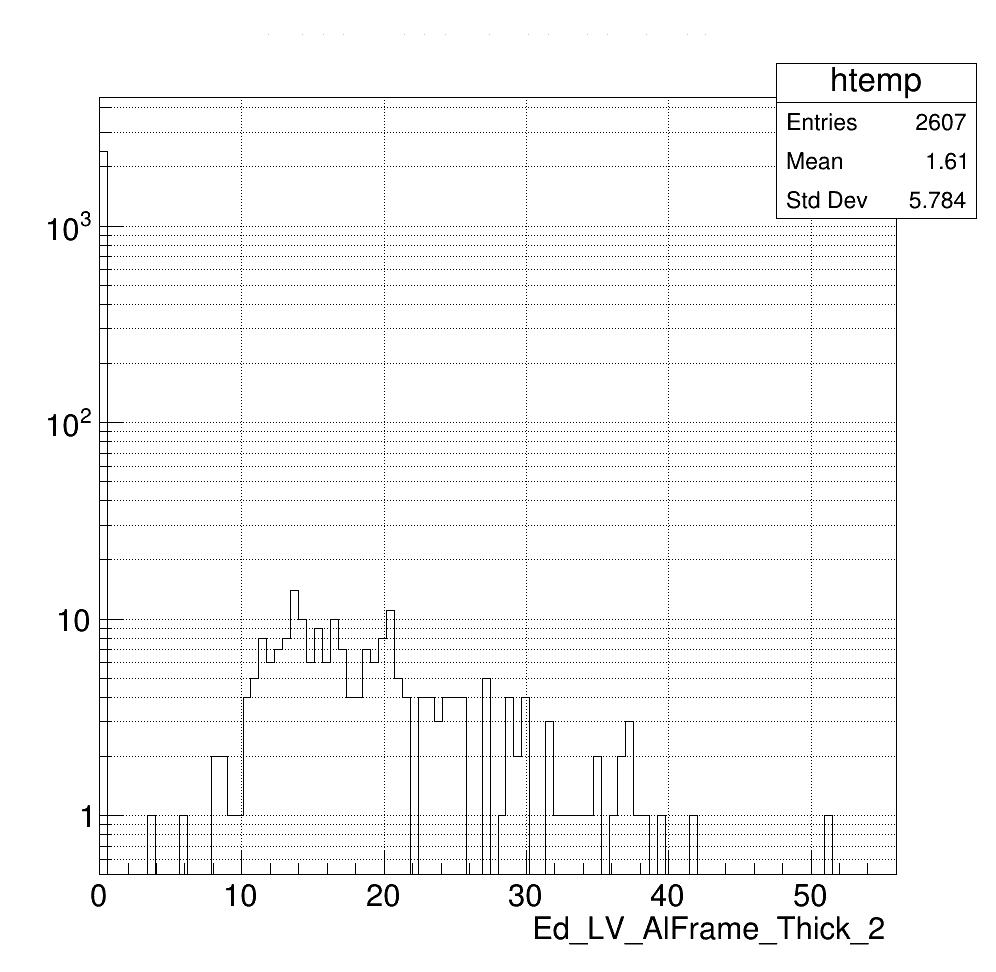 htemp
Entries 2607
Mean 1.61
Std Dev 5.784
10³
10²
10
1
0 10 20 30 40 50
Ed_LV_AlFrame_Thick_2